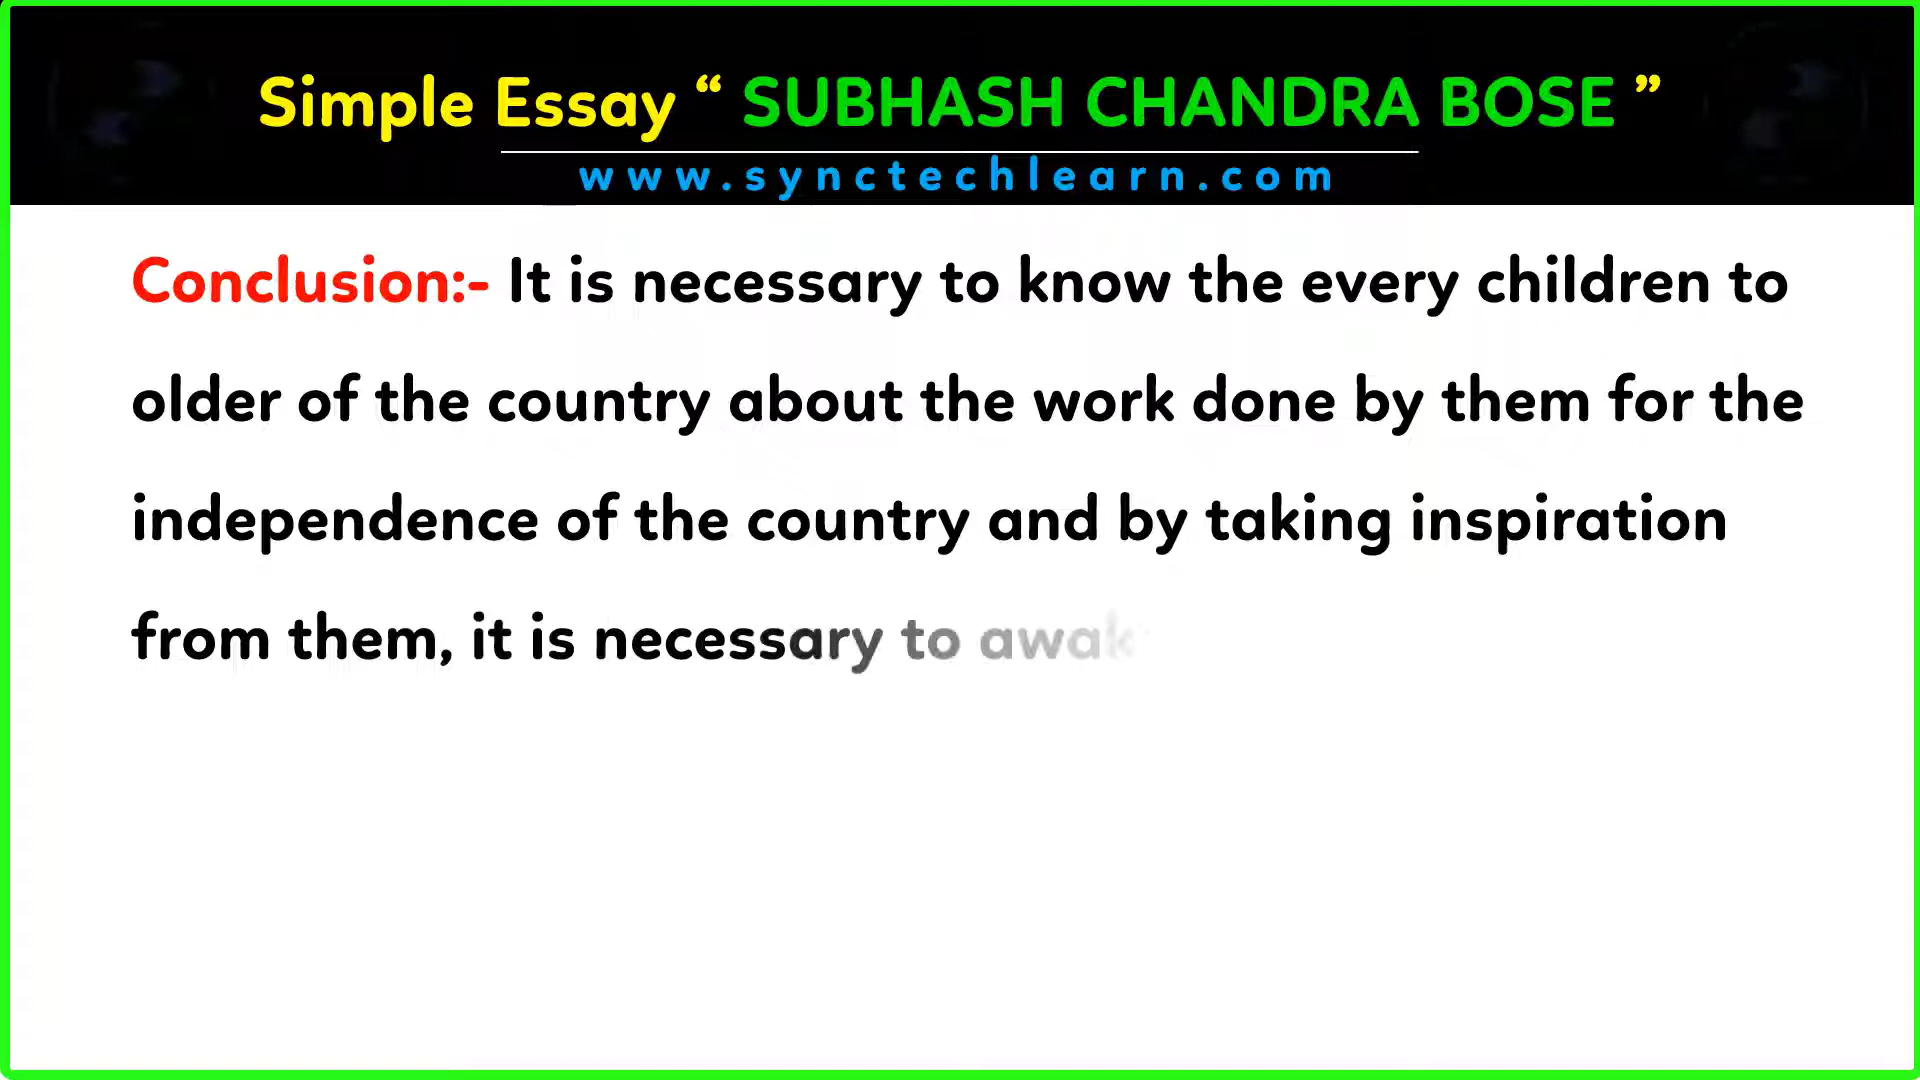 Simple Essay “ SUBHASH CHANDRA BOSE ”
www.synctechlearn.com
Conclusion:- It is necessary to know the every children to
older of the country about the work done by them for the
independence of the country and by taking inspiration
from them, it is necessary to